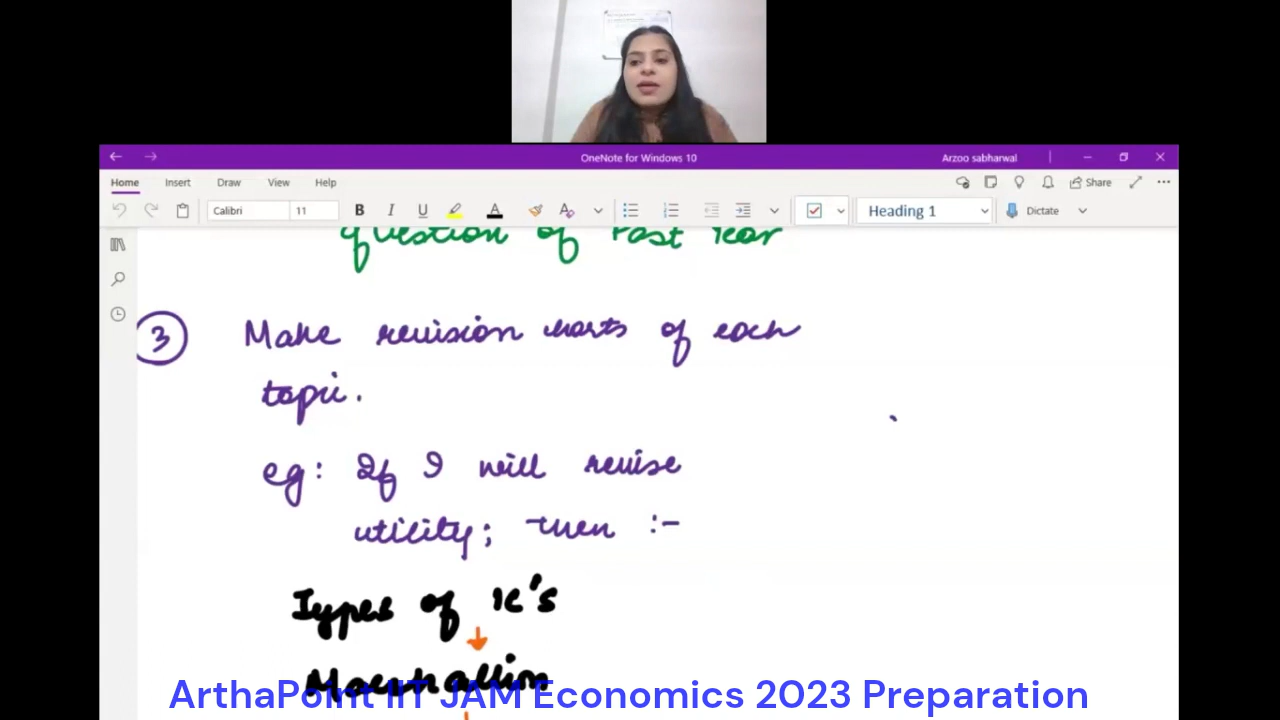 OneNote for Windows 10
Arzoo sabharwal
Home Insert Draw View Help
Share
Calibri 11 B I U A A Heading 1 Dictate
question of Past Year
3 Make revision charts of each
topic.
eg: If I will revise
utility; then :-
Types of IC's
Marshallian
ArthaPoint IIT JAM Economics 2023 Preparation